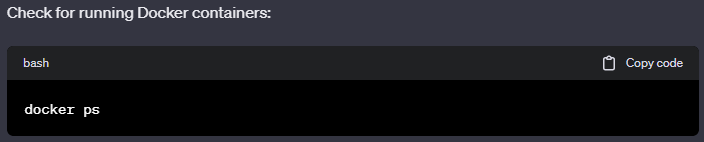 Check for running Docker containers:
bash Copy code
docker ps